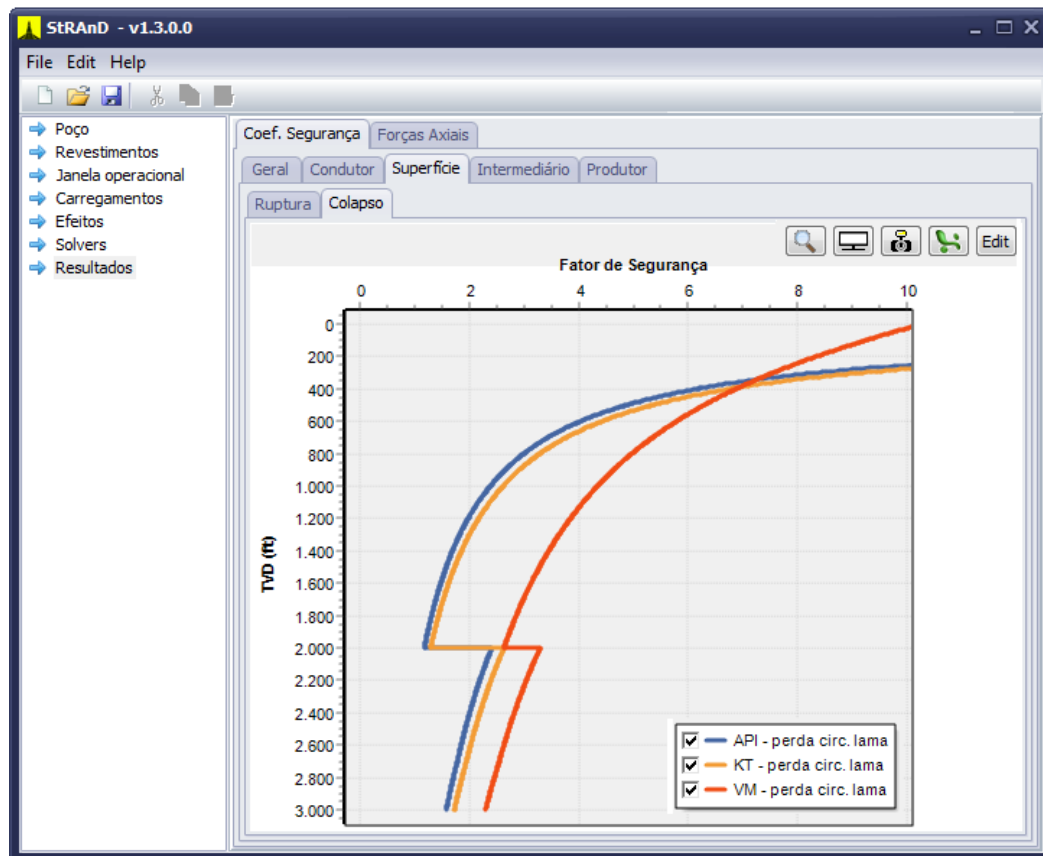 StRAnD - v1.3.0.0
File Edit Help
Poço
Revestimentos
Janela operacional
Carregamentos
Efeitos
Solvers
Resultados
Coef. Segurança Forças Axiais
Geral Condutor Superfície Intermediário Produtor
Ruptura Colapso
Edit
Fator de Segurança
0 2 4 6 8 10
TVD (ft)
0
200
400
600
800
1.000
1.200
1.400
1.600
1.800
2.000
2.200
2.400
2.600
2.800
3.000
API - perda circ. lama
KT - perda circ. lama
VM - perda circ. lama